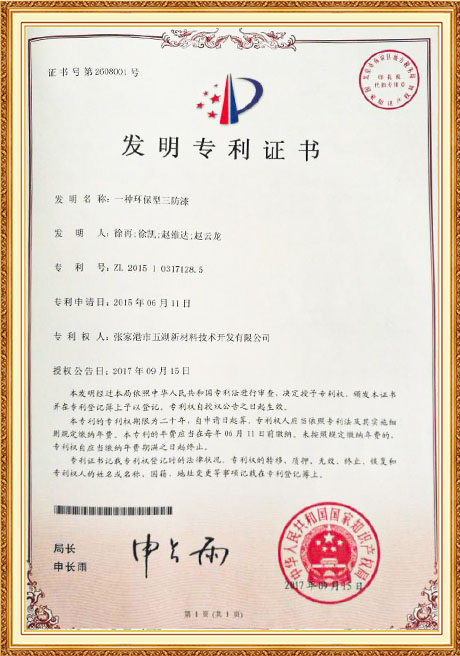 证书号第2608001号
发明专利证书
发明名称:一种环保型三防漆
发明人:徐肖;徐凯;赵维达;赵云龙
专利号:ZL 2015 1 0317128.5
专利申请日:2015年06月11日
专利权人:张家港市五湖新材料技术开发有限公司
授权公告日:2017年09月15日
本发明经过本局依照中华人民共和国专利法进行审查,决定授予专利权,颁发本证书
并在专利登记簿上予以登记。专利权自授权公告之日起生效。
本专利的专利权期限为二十年,自申请日起算。专利权人应当依照专利法及其实施细
则规定缴纳年费。本专利的年费应当在每年06月11日前缴纳。未按照规定缴纳年费的,
专利权自应当缴纳年费期满之日起终止。
专利证书记载专利权登记时的法律状况。专利权的转移、质押、无效、终止、恢复和
专利权人的姓名或名称、国籍、地址变更等事项记载在专利登记簿上。
局长
申长雨
申长雨
中华人民共和国国家知识产权局
2017年09月15日
第1页(共1页)